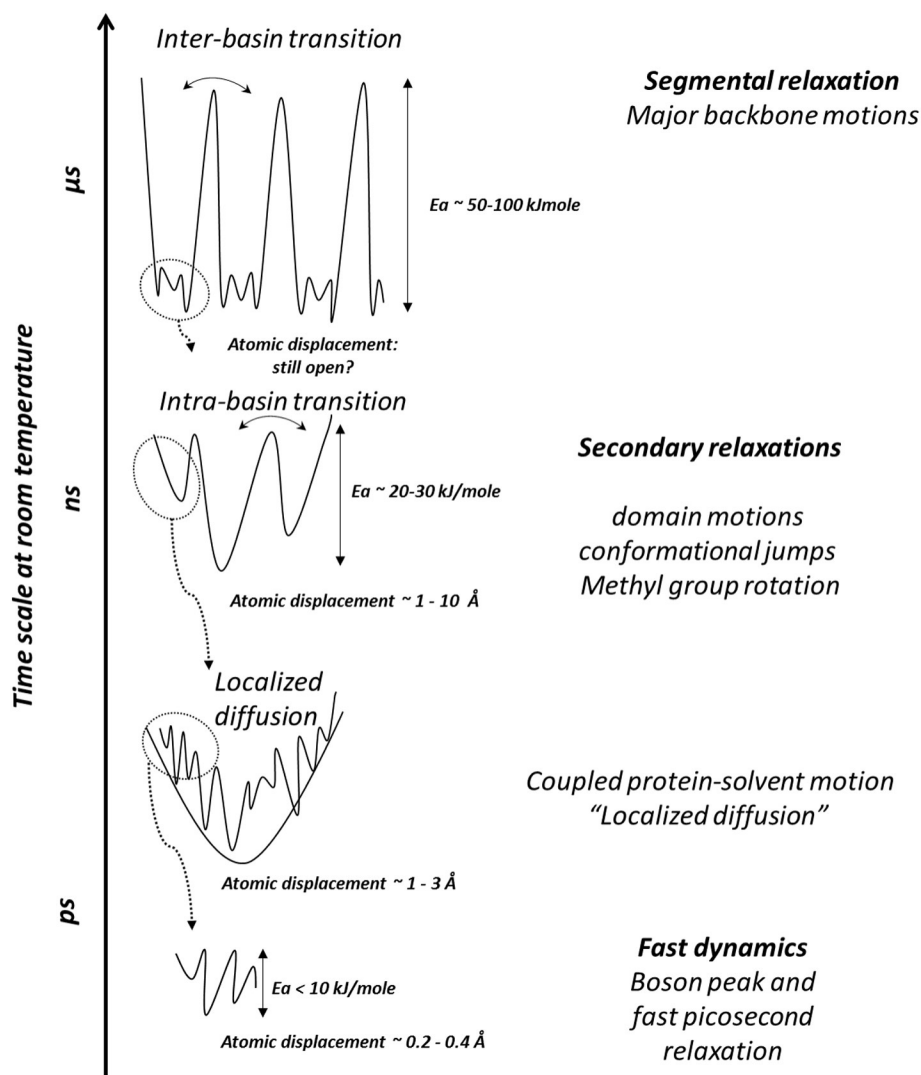 Inter-basin transition
Segmental relaxation
Major backbone motions
μs
Ea ~ 50-100 kJmole
Atomic displacement:
still open?
Time scale at room temperature
Intra-basin transition
Secondary relaxations
ns
Ea ~ 20-30 kJ/mole
domain motions
conformational jumps
Methyl group rotation
Atomic displacement ~ 1 - 10 Å
Localized
diffusion
Coupled protein-solvent motion
“Localized diffusion”
Atomic displacement ~ 1 - 3 Å
ps
Fast dynamics
Ea < 10 kJ/mole
Boson peak and
fast picosecond
relaxation
Atomic displacement ~ 0.2 - 0.4 Å